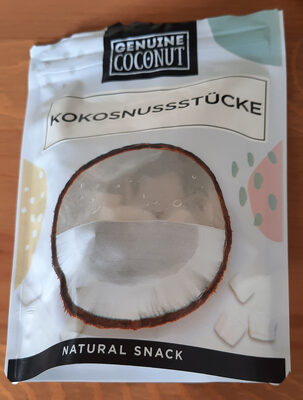 GENUINE
COCONUT
KOKOSNUSSSTÜCKE
NATURAL SNACK